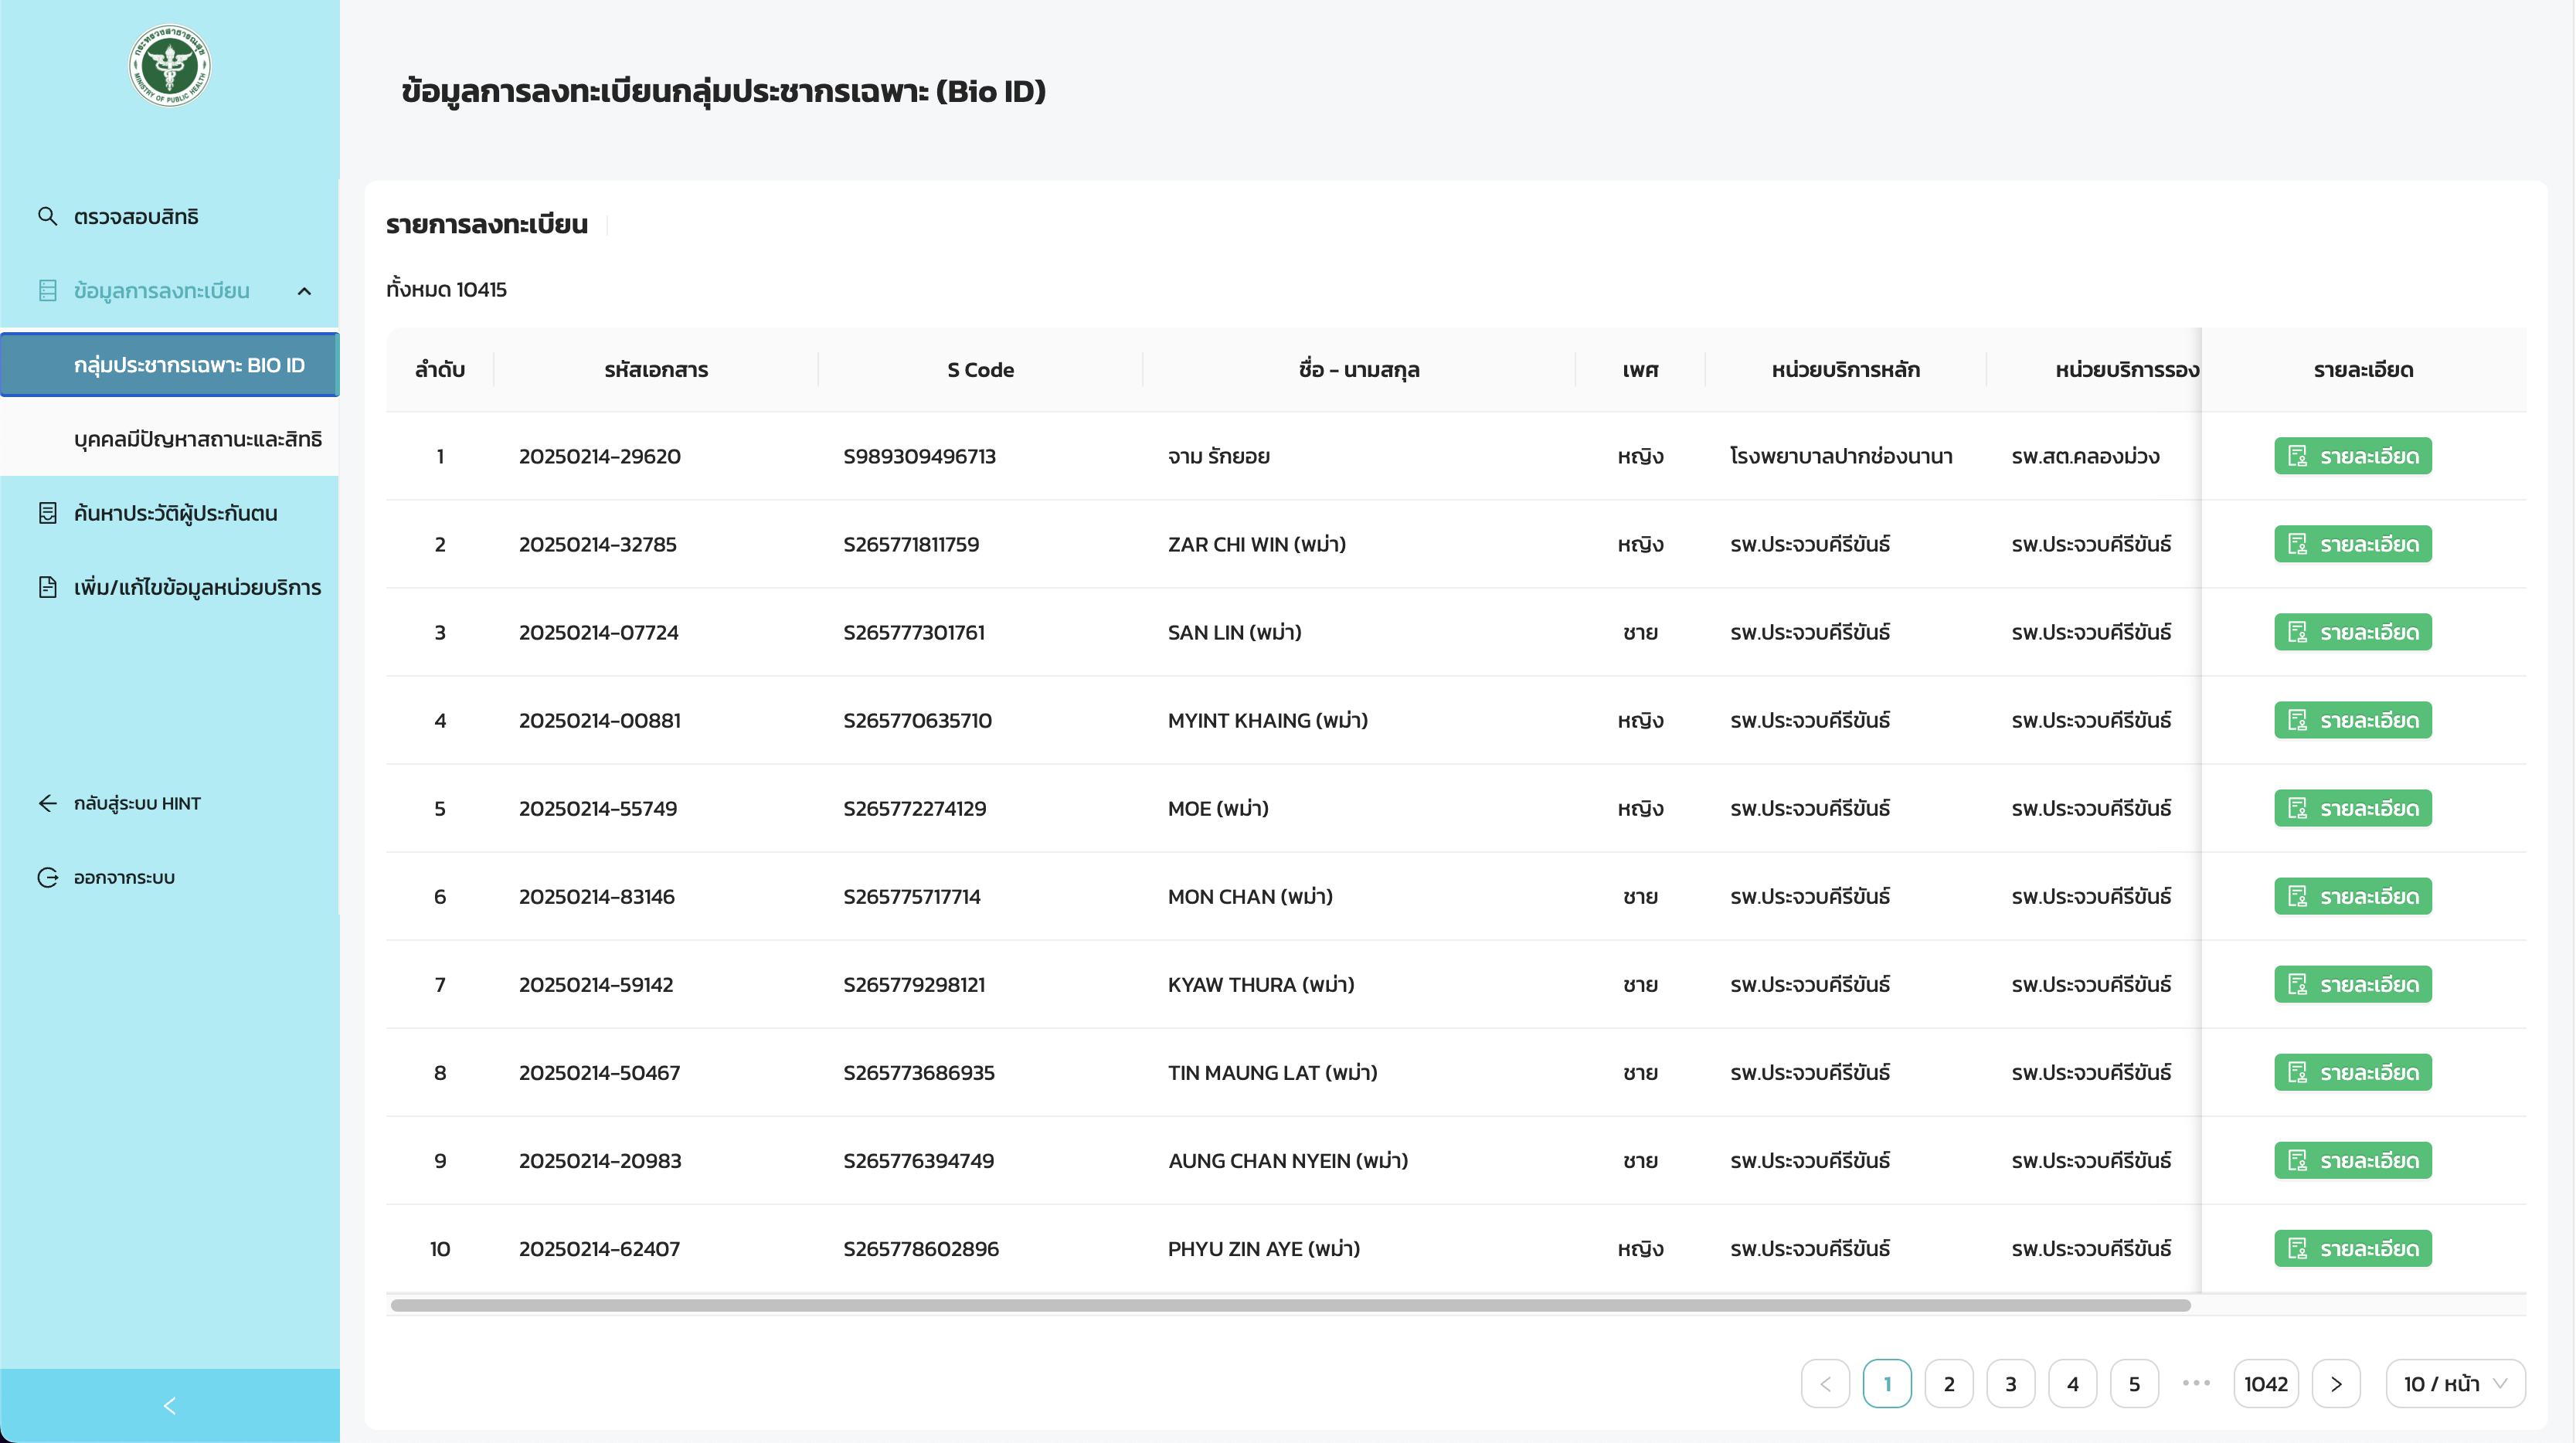 กระทรวงสาธารณสุข
MINISTRY OF PUBLIC HEALTH
ตรวจสอบสิทธิ
ข้อมูลการลงทะเบียน
กลุ่มประชากรเฉพาะ BIO ID
บุคคลมีปัญหาสถานะและสิทธิ
ค้นหาประวัติผู้ประกันตน
เพิ่ม/แก้ไขข้อมูลหน่วยบริการ
กลับสู่ระบบ HINT
ออกจากระบบ
ข้อมูลการลงทะเบียนกลุ่มประชากรเฉพาะ (Bio ID)
รายการลงทะเบียน
ทั้งหมด 10415
ลำดับ รหัสเอกสาร S Code ชื่อ - นามสกุล เพศ หน่วยบริการหลัก หน่วยบริการรอง รายละเอียด
1 20250214-29620 S989309496713 จาม รักยอย หญิง โรงพยาบาลปากช่องนานา รพ.สต.คลองม่วง รายละเอียด
2 20250214-32785 S265771811759 ZAR CHI WIN (พม่า) หญิง รพ.ประจวบคีรีขันธ์ รพ.ประจวบคีรีขันธ์ รายละเอียด
3 20250214-07724 S265777301761 SAN LIN (พม่า) ชาย รพ.ประจวบคีรีขันธ์ รพ.ประจวบคีรีขันธ์ รายละเอียด
4 20250214-00881 S265770635710 MYINT KHAING (พม่า) หญิง รพ.ประจวบคีรีขันธ์ รพ.ประจวบคีรีขันธ์ รายละเอียด
5 20250214-55749 S265772274129 MOE (พม่า) หญิง รพ.ประจวบคีรีขันธ์ รพ.ประจวบคีรีขันธ์ รายละเอียด
6 20250214-83146 S265775717714 MON CHAN (พม่า) ชาย รพ.ประจวบคีรีขันธ์ รพ.ประจวบคีรีขันธ์ รายละเอียด
7 20250214-59142 S265779298121 KYAW THURA (พม่า) ชาย รพ.ประจวบคีรีขันธ์ รพ.ประจวบคีรีขันธ์ รายละเอียด
8 20250214-50467 S265773686935 TIN MAUNG LAT (พม่า) ชาย รพ.ประจวบคีรีขันธ์ รพ.ประจวบคีรีขันธ์ รายละเอียด
9 20250214-20983 S265776394749 AUNG CHAN NYEIN (พม่า) ชาย รพ.ประจวบคีรีขันธ์ รพ.ประจวบคีรีขันธ์ รายละเอียด
10 20250214-62407 S265778602896 PHYU ZIN AYE (พม่า) หญิง รพ.ประจวบคีรีขันธ์ รพ.ประจวบคีรีขันธ์ รายละเอียด
1 2 3 4 5 ••• 1042 10 / หน้า